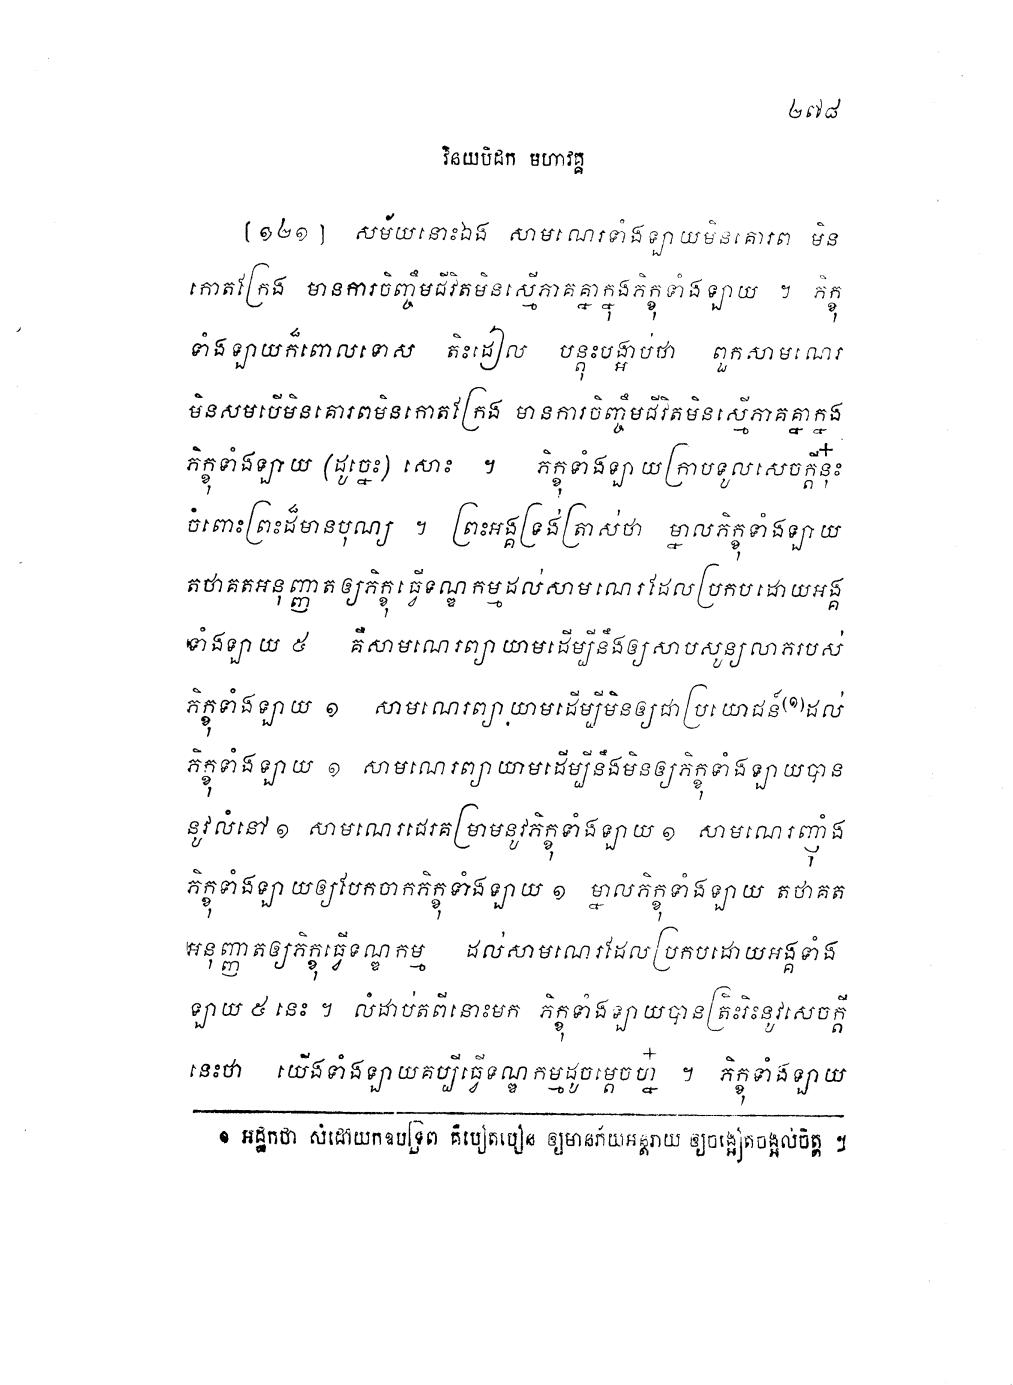 ២៧៨
វិនយបិដក មហាវគ្គ
[១២១] សម័យនោះឯង សាមណេរទាំងឡាយមិនគោរព មិន
កោតក្រែង មានការចិញ្ចឹមជីវិតមិនស្មើភាគគ្នាក្នុងភិក្ខុទាំងឡាយ ។ ភិក្ខុ
ទាំងឡាយក៏ពោលទោស តិះដៀល បន្តុះបង្អាប់ថា ពួកសាមណេរ
មិនសមបើមិនគោរពមិនកោតក្រែង មានការចិញ្ចឹមជីវិតមិនស្មើភាគគ្នាក្នុង
ភិក្ខុទាំងឡាយ (ដូច្នេះ) សោះ ។ ភិក្ខុទាំងឡាយក្រាបទូលសេចក្តីនុ៎ះ
ចំពោះព្រះដ៏មានបុណ្យ ។ ព្រះអង្គទ្រង់ត្រាស់ថា ម្នាលភិក្ខុទាំងឡាយ
តថាគតអនុញ្ញាតឲ្យភិក្ខុធ្វើទណ្ឌកម្មដល់សាមណេរដែលប្រកបដោយអង្គ
ទាំងឡាយ ៥ គឺសាមណេរព្យាយាមដើម្បីនឹងឲ្យសាបសូន្យលាភរបស់
ភិក្ខុទាំងឡាយ ១ សាមណេរព្យាយាមដើម្បីមិនឲ្យជាប្រយោជន៍(១)ដល់
ភិក្ខុទាំងឡាយ ១ សាមណេរព្យាយាមដើម្បីនឹងមិនឲ្យភិក្ខុទាំងឡាយបាន
នូវលំនៅ ១ សាមណេរជេរគម្រាមនូវភិក្ខុទាំងឡាយ ១ សាមណេរញុំាង
ភិក្ខុទាំងឡាយឲ្យបែកចាកភិក្ខុទាំងឡាយ ១ ម្នាលភិក្ខុទាំងឡាយ តថាគត
អនុញ្ញាតឲ្យភិក្ខុធ្វើទណ្ឌកម្ម ដល់សាមណេរដែលប្រកបដោយអង្គទាំង
ឡាយ ៥ នេះ ។ លំដាប់តពីនោះមក ភិក្ខុទាំងឡាយបានត្រិះរិះនូវសេចក្តី
នេះថា យើងទាំងឡាយគប្បីធ្វើទណ្ឌកម្មដូចម្តេចហ្ន៎ ។ ភិក្ខុទាំងឡាយ
១ អដ្ឋកថា សំដៅយកឧបទ្រព គឺបៀតបៀន ឲ្យមានភ័យអន្តរាយ ឲ្យចង្អៀតចង្អល់ចិត្ត ។